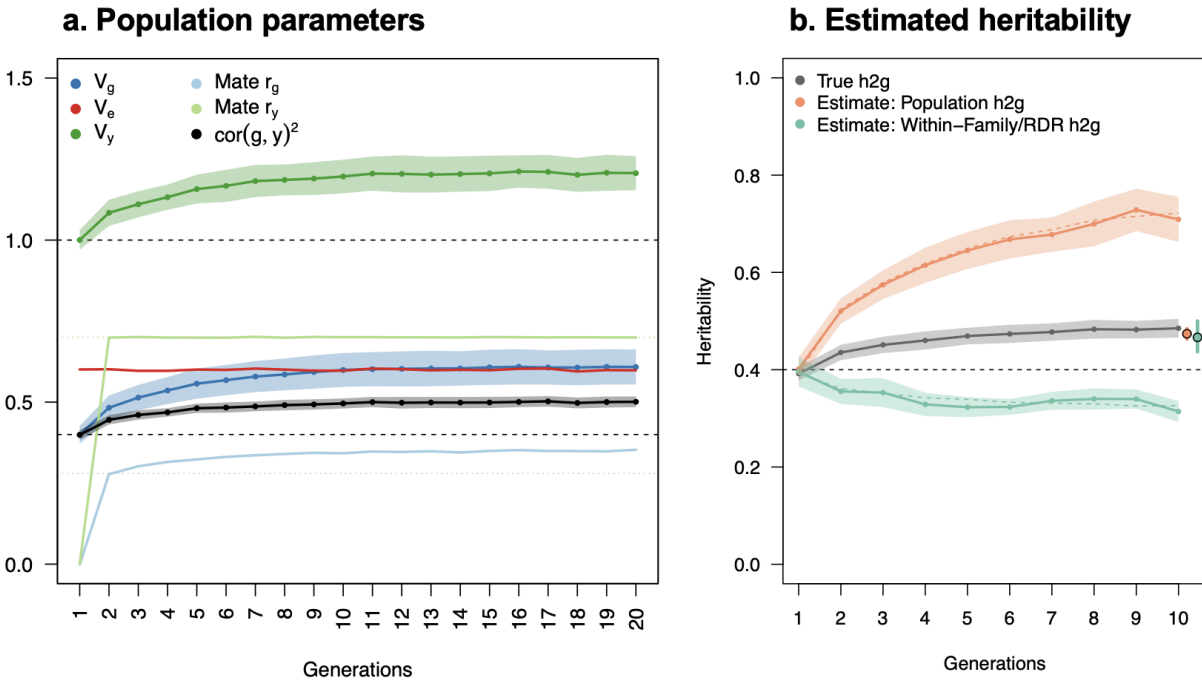 a. Population parameters
1.5
1.0
0.5
0.0
V_g
V_e
V_y
Mate r_g
Mate r_y
cor(g, y)²
1 2 3 4 5 6 7 8 9 10 11 12 13 14 15 16 17 18 19 20
Generations
b. Estimated heritability
Heritability
1.0
0.8
0.6
0.4
0.2
0.0
True h2g
Estimate: Population h2g
Estimate: Within−Family/RDR h2g
1 2 3 4 5 6 7 8 9 10
Generations